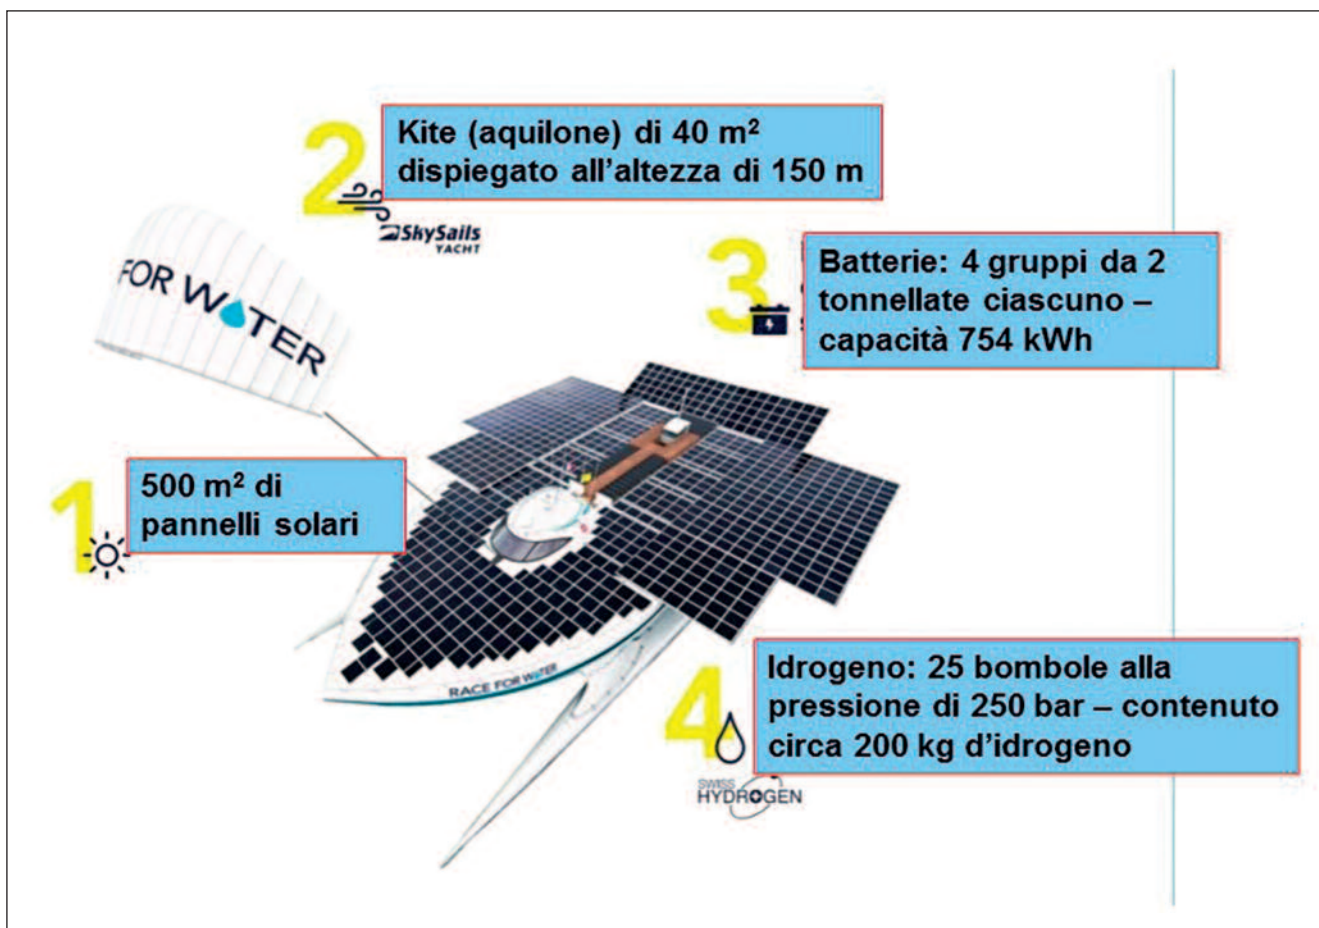 2
Kite (aquilone) di 40 m²
dispiegato all'altezza di 150 m
SkySails
YACHT
3
Batterie: 4 gruppi da 2
tonnellate ciascuno –
capacità 754 kWh
FOR WATER
1
500 m² di
pannelli solari
RACE FOR WATER
4
Idrogeno: 25 bombole alla
pressione di 250 bar – contenuto
circa 200 kg d'idrogeno
SWISS
HYDROGEN